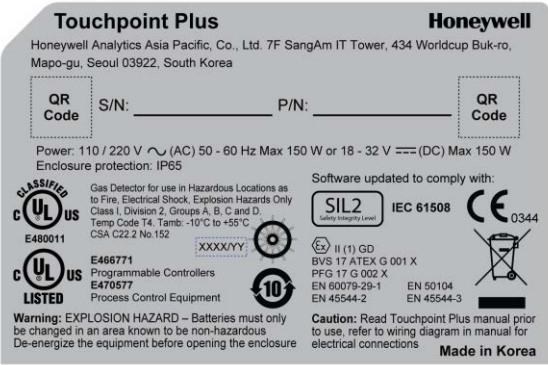 Touchpoint Plus
Honeywell
Honeywell Analytics Asia Pacific, Co., Ltd. 7F SangAm IT Tower, 434 Worldcup Buk-ro,
Mapo-gu, Seoul 03922, South Korea
QR
Code
S/N:
P/N:
QR
Code
Power: 110 / 220 V ∿ (AC) 50 - 60 Hz Max 150 W or 18 - 32 V ⎓ (DC) Max 150 W
Enclosure protection: IP65
CLASSIFIED
C UL US
E480011
Gas Detector for use in Hazardous Locations as
to Fire, Electrical Shock, Explosion Hazards Only
Class I, Division 2, Groups A, B, C and D.
Temp Code T4. Tamb: -10°C to +55°C
CSA C22.2 No.152
XXXX/YY
C UL US
LISTED
E466771
Programmable Controllers
E470577
Process Control Equipment
10
Warning: EXPLOSION HAZARD – Batteries must only
be changed in an area known to be non-hazardous
De-energize the equipment before opening the enclosure
Software updated to comply with:
SIL2
Safety Integrity Level
IEC 61508
CE 0344
Ex II (1) GD
BVS 17 ATEX G 001 X
PFG 17 G 002 X
EN 60079-29-1 EN 50104
EN 45544-2 EN 45544-3
Caution: Read Touchpoint Plus manual prior
to use, refer to wiring diagram in manual for
electrical connections
Made in Korea